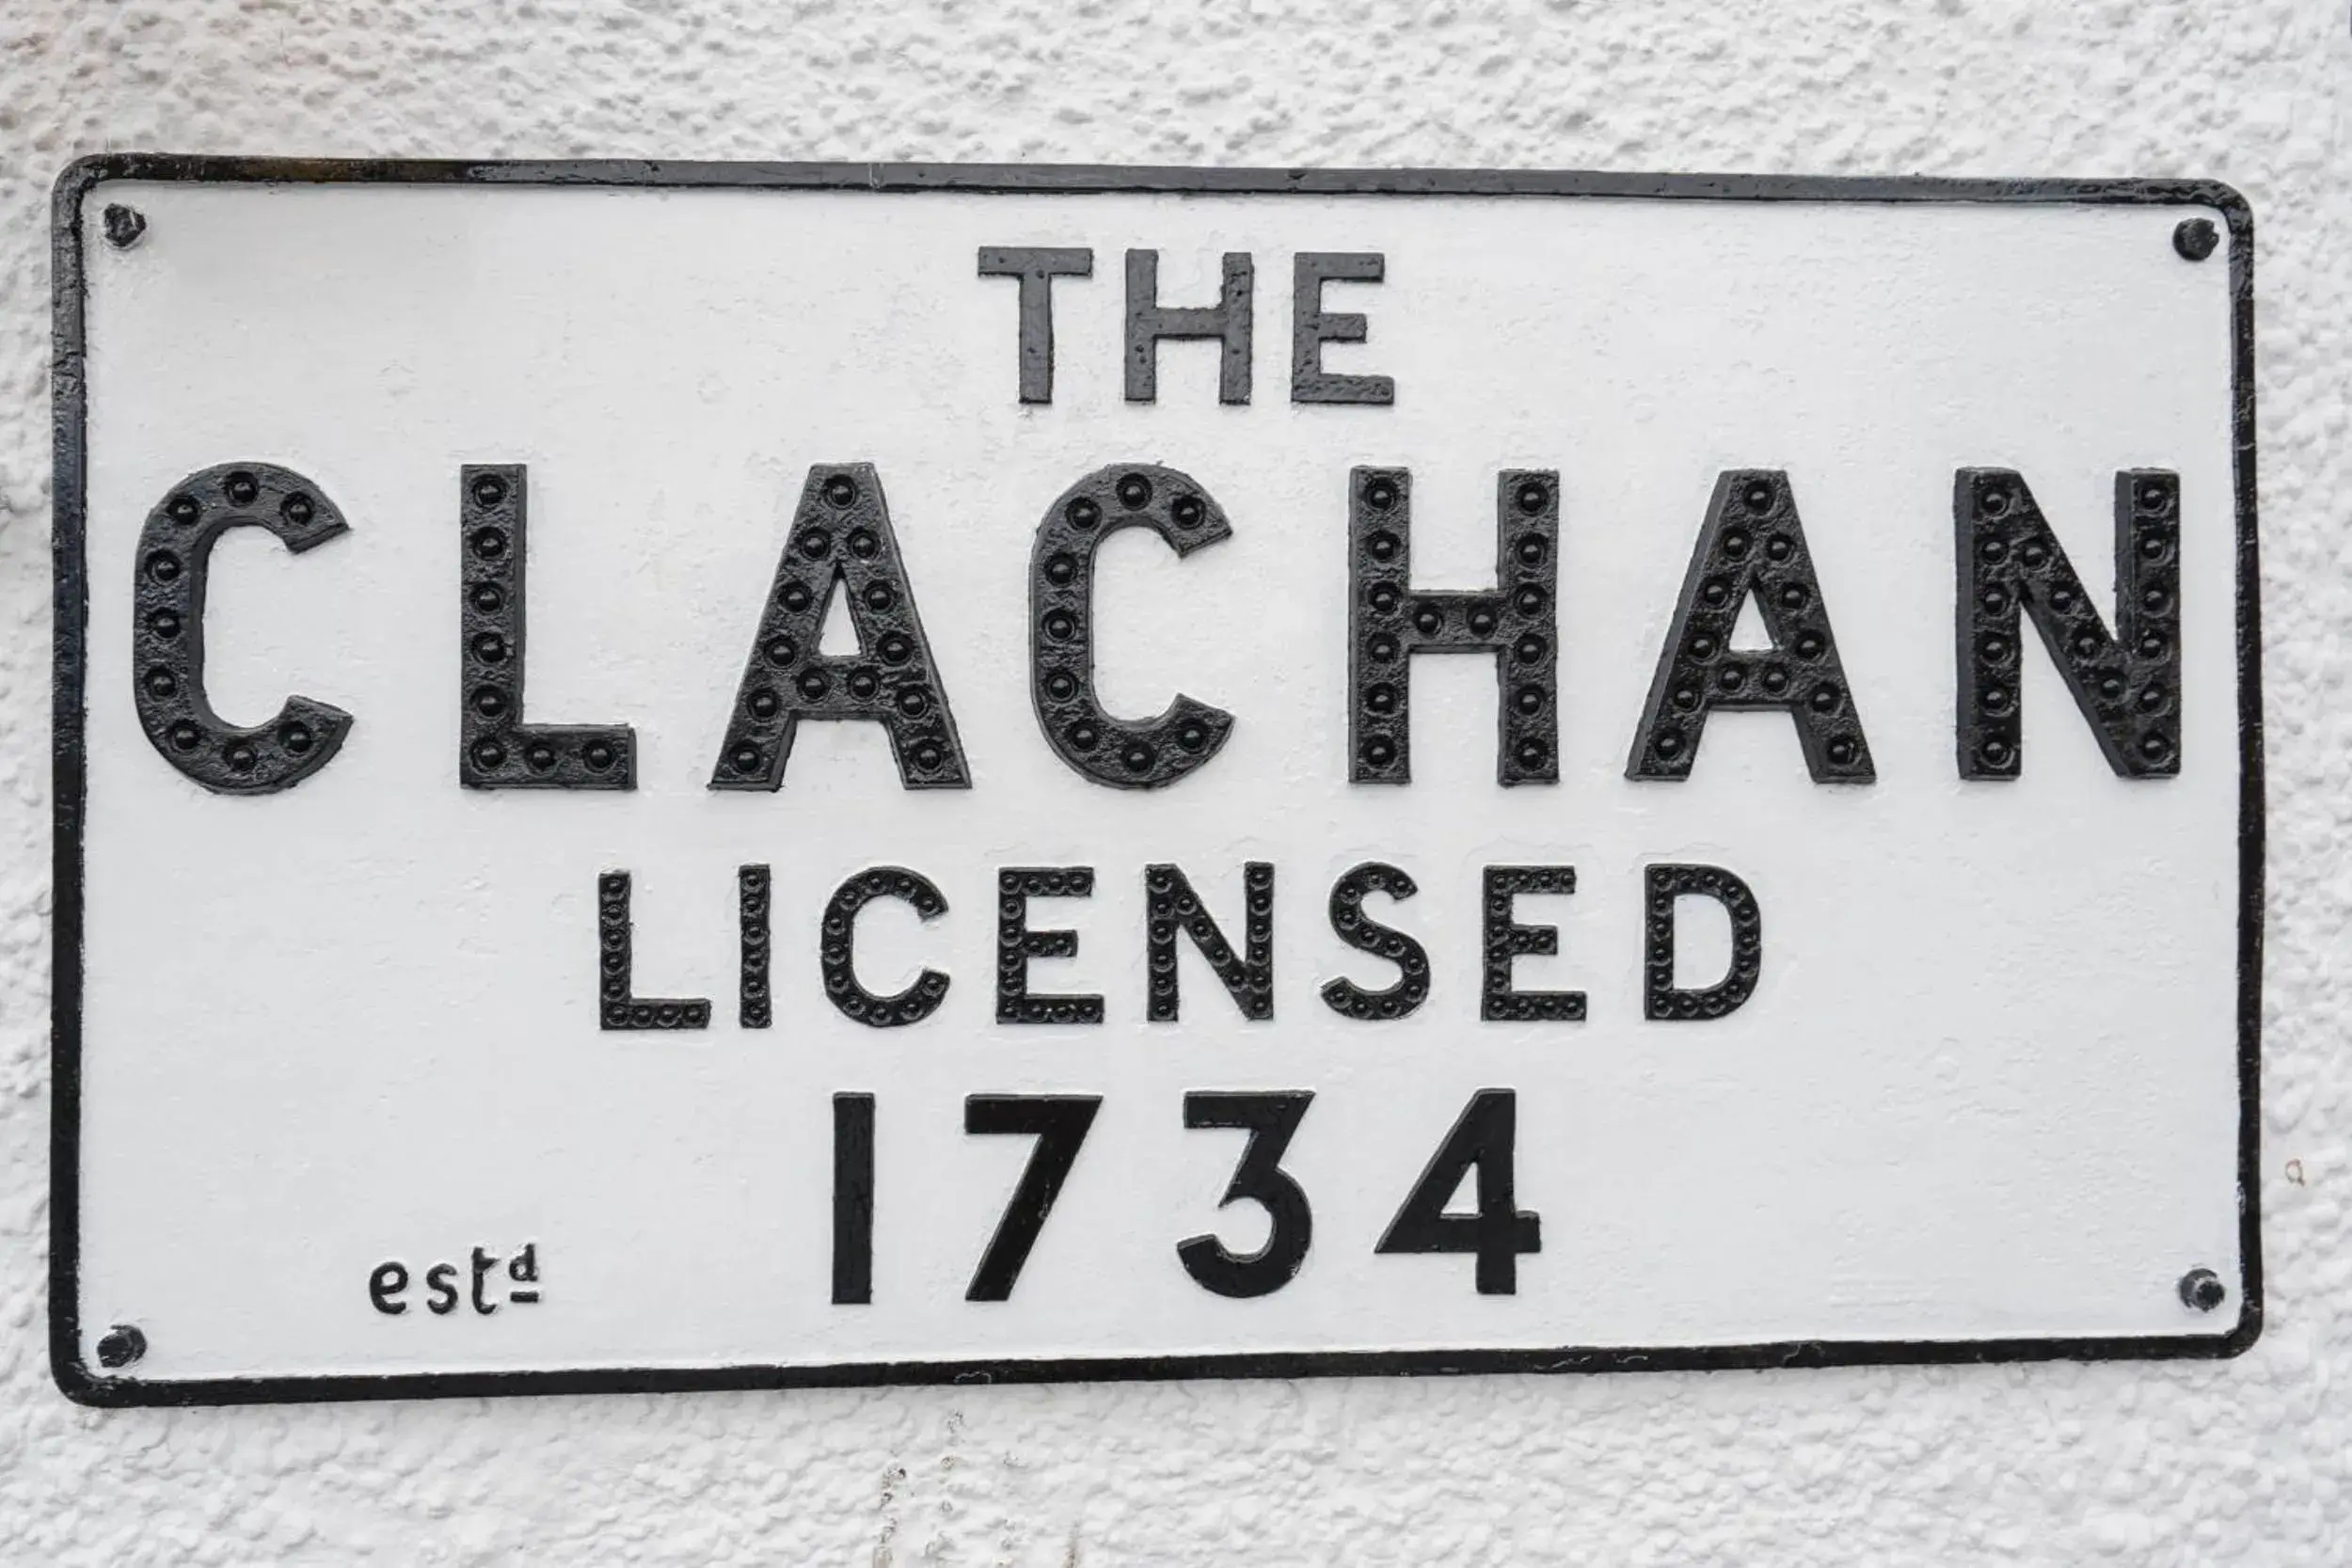 THE
CLACHAN
LICENSED
estd 1734